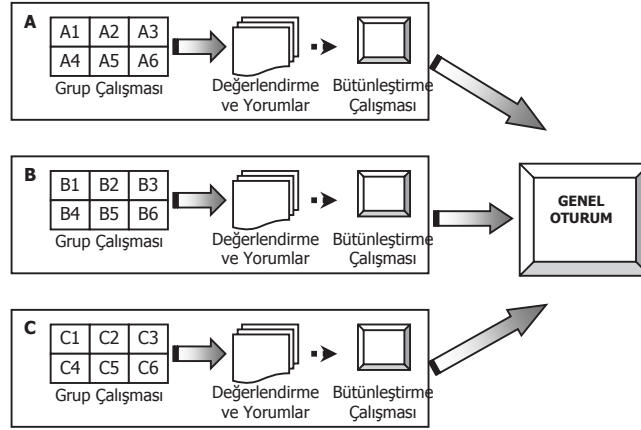 A
A1 A2 A3
A4 A5 A6
Grup Çalışması
Değerlendirme
ve Yorumlar
Bütünleştirme
Çalışması
B
B1 B2 B3
B4 B5 B6
Grup Çalışması
Değerlendirme
ve Yorumlar
Bütünleştirme
Çalışması
C
C1 C2 C3
C4 C5 C6
Grup Çalışması
Değerlendirme
ve Yorumlar
Bütünleştirme
Çalışması
GENEL
OTURUM